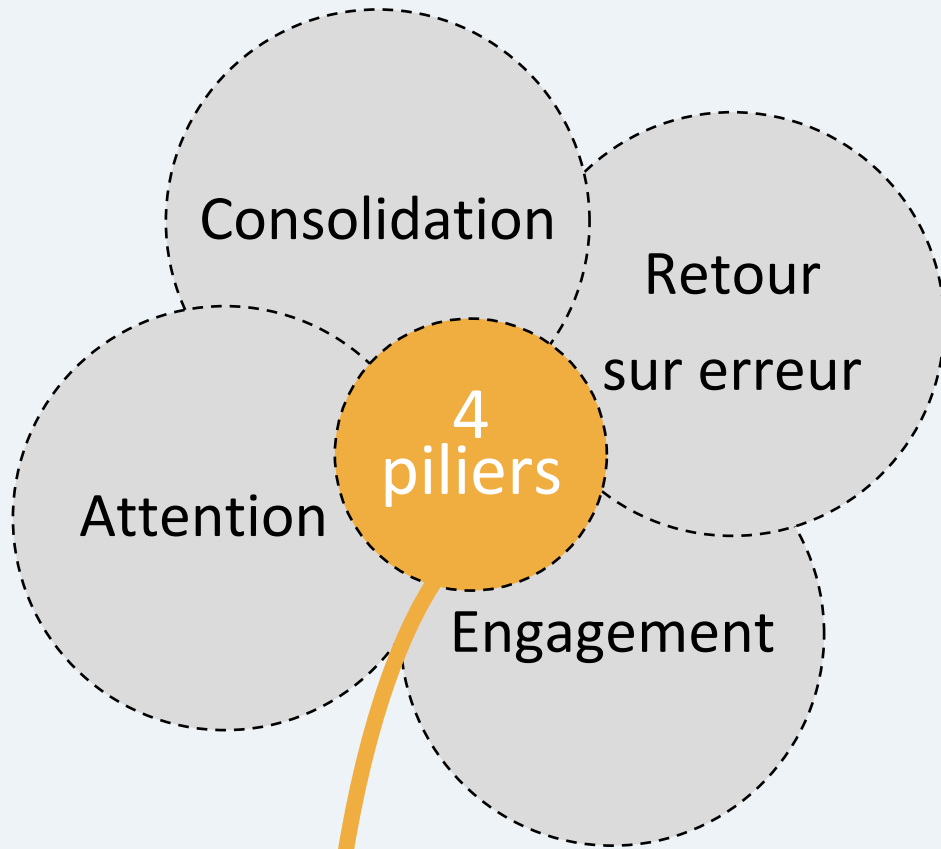 Consolidation
Retour
sur erreur
4
piliers
Attention
Engagement